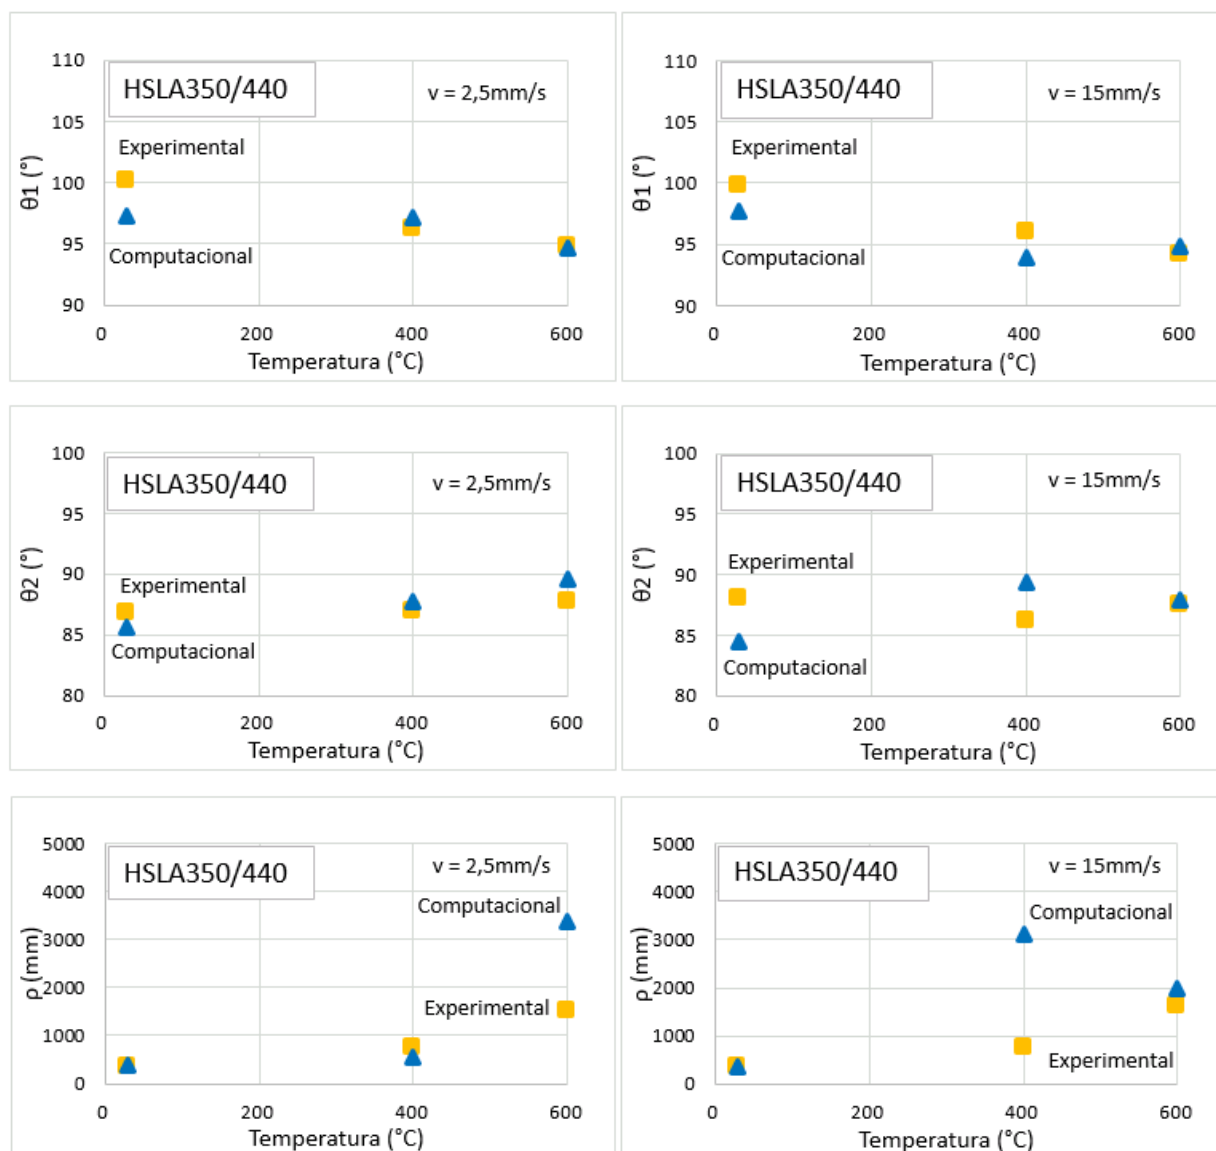 110
HSLA350/440
v = 2,5mm/s
105
Experimental
100
θ1 (°)
95
Computacional
90
0
200
400
600
Temperatura (°C)
110
HSLA350/440
v = 15mm/s
105
Experimental
100
θ1 (°)
95
Computacional
90
0
200
400
600
Temperatura (°C)
100
HSLA350/440
v = 2,5mm/s
95
θ2 (°)
90
Experimental
85
Computacional
80
0
200
400
600
Temperatura (°C)
100
HSLA350/440
v = 15mm/s
95
θ2 (°)
90
Experimental
85
Computacional
80
0
200
400
600
Temperatura (°C)
5000
HSLA350/440
v = 2,5mm/s
4000
Computacional
3000
ρ (mm)
2000
Experimental
1000
0
0
200
400
600
Temperatura (°C)
5000
HSLA350/440
v = 15mm/s
4000
Computacional
3000
ρ (mm)
2000
1000
Experimental
0
0
200
400
600
Temperatura (°C)